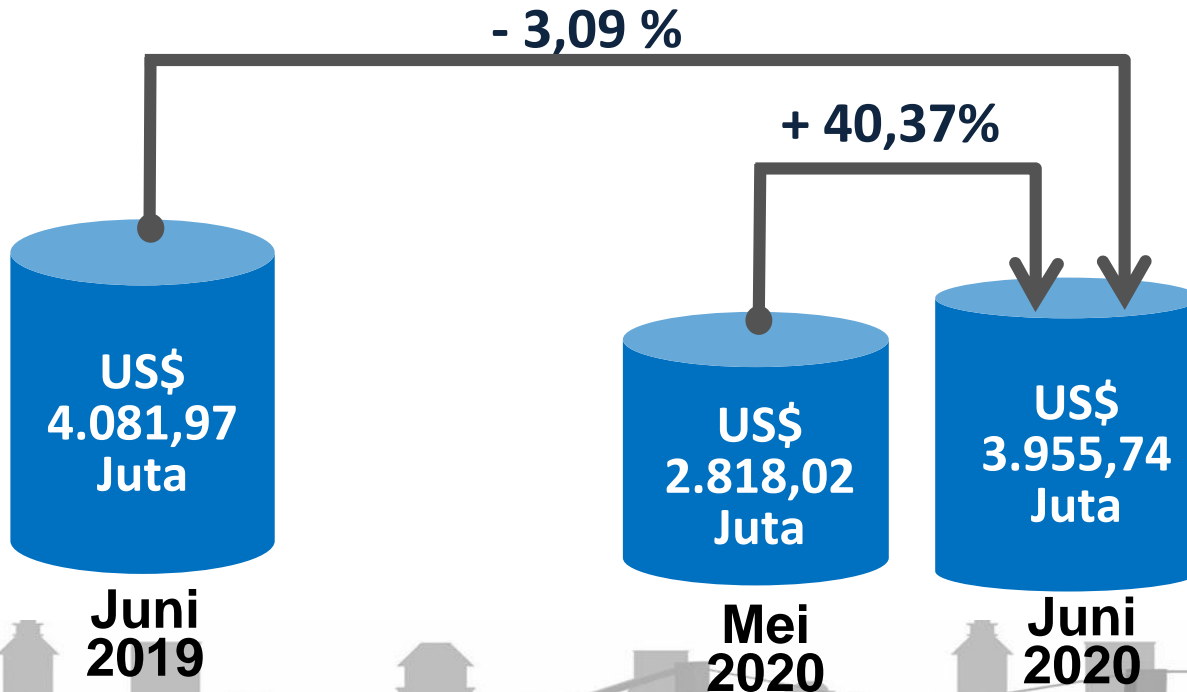 - 3,09 %
+ 40,37%
US$
4.081,97
Juta
US$
2.818,02
Juta
US$
3.955,74
Juta
Juni
2019
Mei
2020
Juni
2020